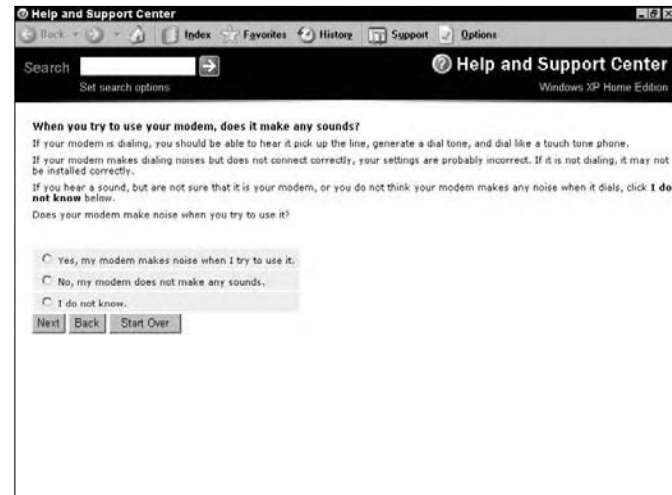 Help and Support Center
Back Index Favorites History Support Options
Search
Set search options
Help and Support Center
Windows XP Home Edition
When you try to use your modem, does it make any sounds?
If your modem is dialing, you should be able to hear it pick up the line, generate a dial tone, and dial like a touch tone phone.
If your modem makes dialing noises but does not connect correctly, your settings are probably incorrect. If it is not dialing, it may not
be installed correctly.
If you hear a sound, but are not sure that it is your modem, or you do not think your modem makes any noise when it dials, click I do
not know below.
Does your modem make noise when you try to use it?
Yes, my modem makes noise when I try to use it.
No, my modem does not make any sounds.
I do not know.
Next Back Start Over